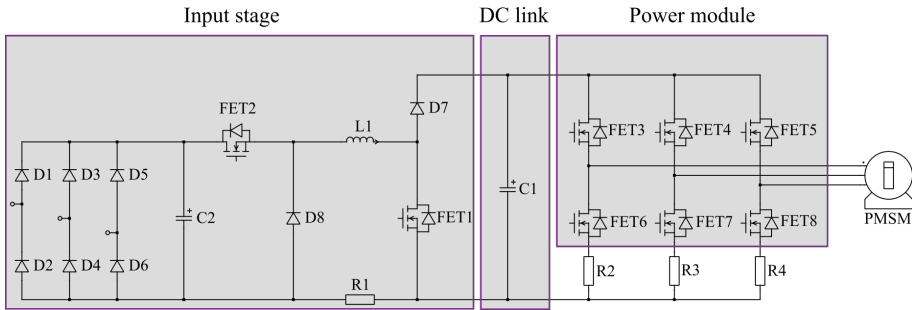 Input stage
DC link
Power module
FET2
L1
D7
FET3
FET4
FET5
D1
D3
D5
C2
D8
FET1
C1
PMSM
D2
D4
D6
FET6
FET7
FET8
R1
R2
R3
R4